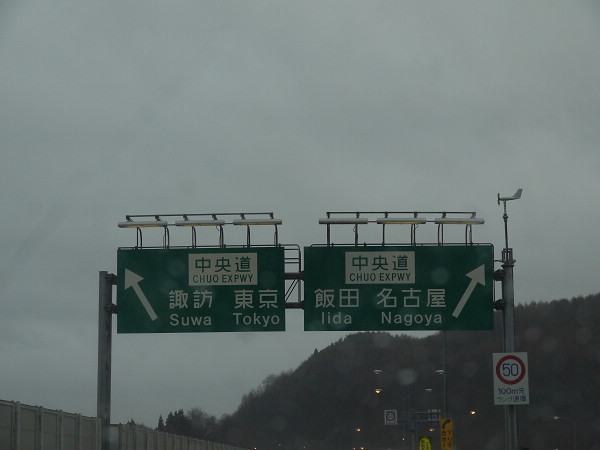 中央道
CHUO EXPWY
諏訪 東京
Suwa Tokyo
中央道
CHUO EXPWY
飯田 名古屋
Iida Nagoya
50
100m先